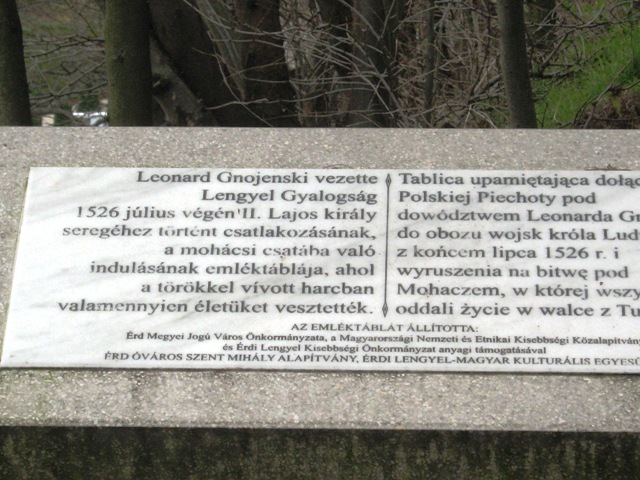 Leonard Gnojenski vezette
Lengyel Gyalogság
1526 július végén II. Lajos király
seregéhez történt csatlakozásának,
a mohácsi csatába való
indulásának emléktáblája, ahol
a törökkel vívott harcban
valamennyien életüket vesztették.
Tablica upamiętająca dołąc
Polskiej Piechoty pod
dowództwem Leonarda Gn
do obozu wojsk króla Ludw
z końcem lipca 1526 r. i
wyruszenia na bitwę pod
Mohaczem, w której wszy
oddali życie w walce z Tu
AZ EMLÉKTÁBLÁT ÁLLÍTOTTA:
Érd Megyei Jogú Város Önkormányzata, a Magyarországi Nemzeti és Etnikai Kisebbségi Közalapítvány
és Érdi Lengyel Kisebbségi Önkormányzat anyagi támogatásával
ÉRD ÓVÁROS SZENT MIHÁLY ALAPÍTVÁNY, ÉRDI LENGYEL-MAGYAR KULTURÁLIS EGYESÜ